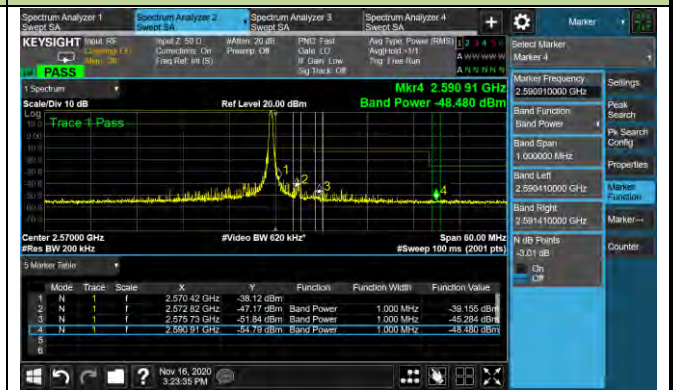 Spectrum Analyzer 1
Swept SA
Spectrum Analyzer 2
Swept SA
Spectrum Analyzer 3
Swept SA
Spectrum Analyzer 4
Swept SA
+
Marker
KEYSIGHT
Input: RF
Input Z: 50 Ω
Corrections: On
Freq Ref: Int (S)
#Atten: 20 dB
Preamp: Off
PNO: Fast
Gate: LO
IF Gain: Low
Sig Track: Off
Avg Type: Power (RMS)
Avg|Hold:>1/1
Trig: Free Run
1 2 3 4 5 6
A W W W W W
A N N N N N
PASS
Select Marker
Marker 4
1 Spectrum
Scale/Div 10 dB
Ref Level 20.00 dBm
Mkr4 2.590 91 GHz
Band Power -48.480 dBm
Log
Trace 1 Pass
1
2
3
4
Center 2.57000 GHz
#Res BW 200 kHz
#Video BW 620 kHz*
Span 60.00 MHz
#Sweep 100 ms (2001 pts)
Marker Frequency
2.590910000 GHz
Band Function
Band Power
Band Span
1.000000 MHz
Band Left
2.590410000 GHz
Band Right
2.591410000 GHz
N dB Points
-3.01 dB
On
Off
Settings
Peak Search
Pk Search Config
Properties
Marker Function
Marker→
Counter
5 Marker Table
Mode Trace Scale X Y Function Function Width Function Value
1 N 1 f 2.570 42 GHz -38.12 dBm
2 N 1 f 2.572 82 GHz -47.17 dBm Band Power 1.000 MHz -39.155 dBm
3 N 1 f 2.575 73 GHz -51.84 dBm Band Power 1.000 MHz -45.284 dBm
4 N 1 f 2.590 91 GHz -54.79 dBm Band Power 1.000 MHz -48.480 dBm
5
6
?
Nov 16, 2020
3:23:35 PM